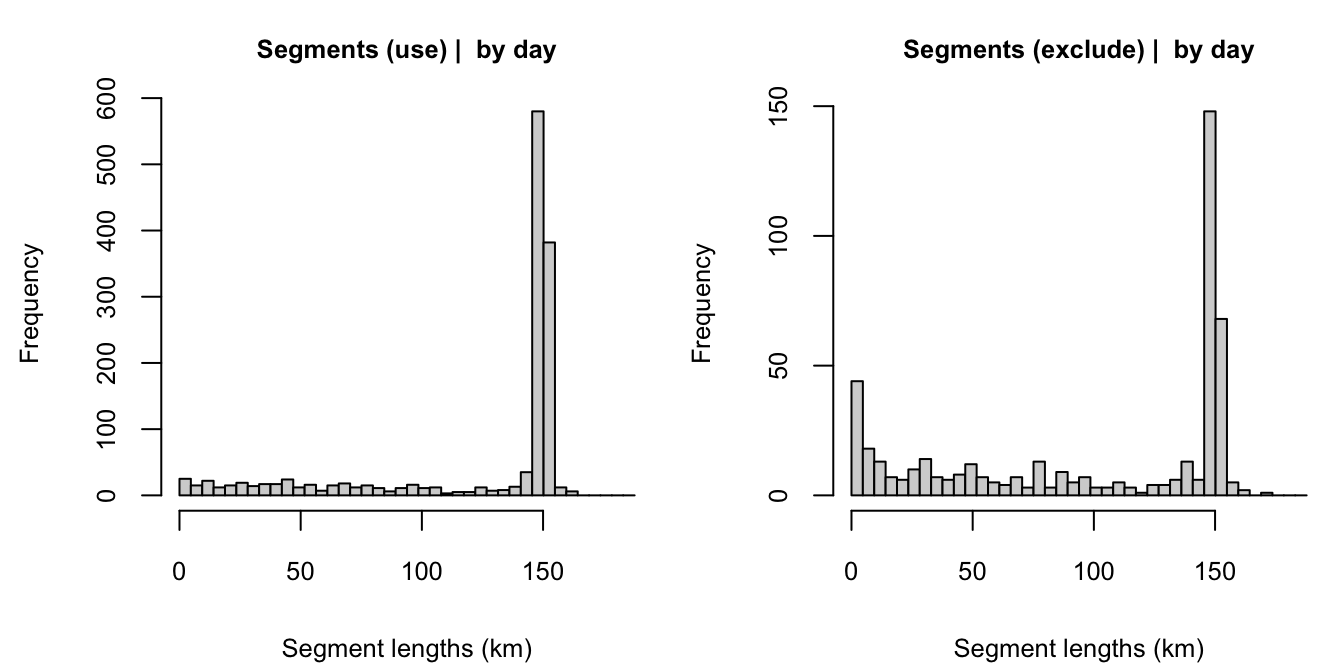 Segments (use) | by day
Frequency
0
100
200
300
400
500
600
0 50 100 150
Segment lengths (km)
Segments (exclude) | by day
Frequency
0
50
100
150
0 50 100 150
Segment lengths (km)